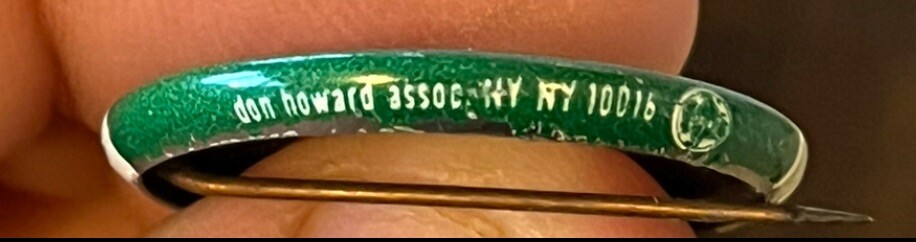 don howard assoc. NY NY 10016